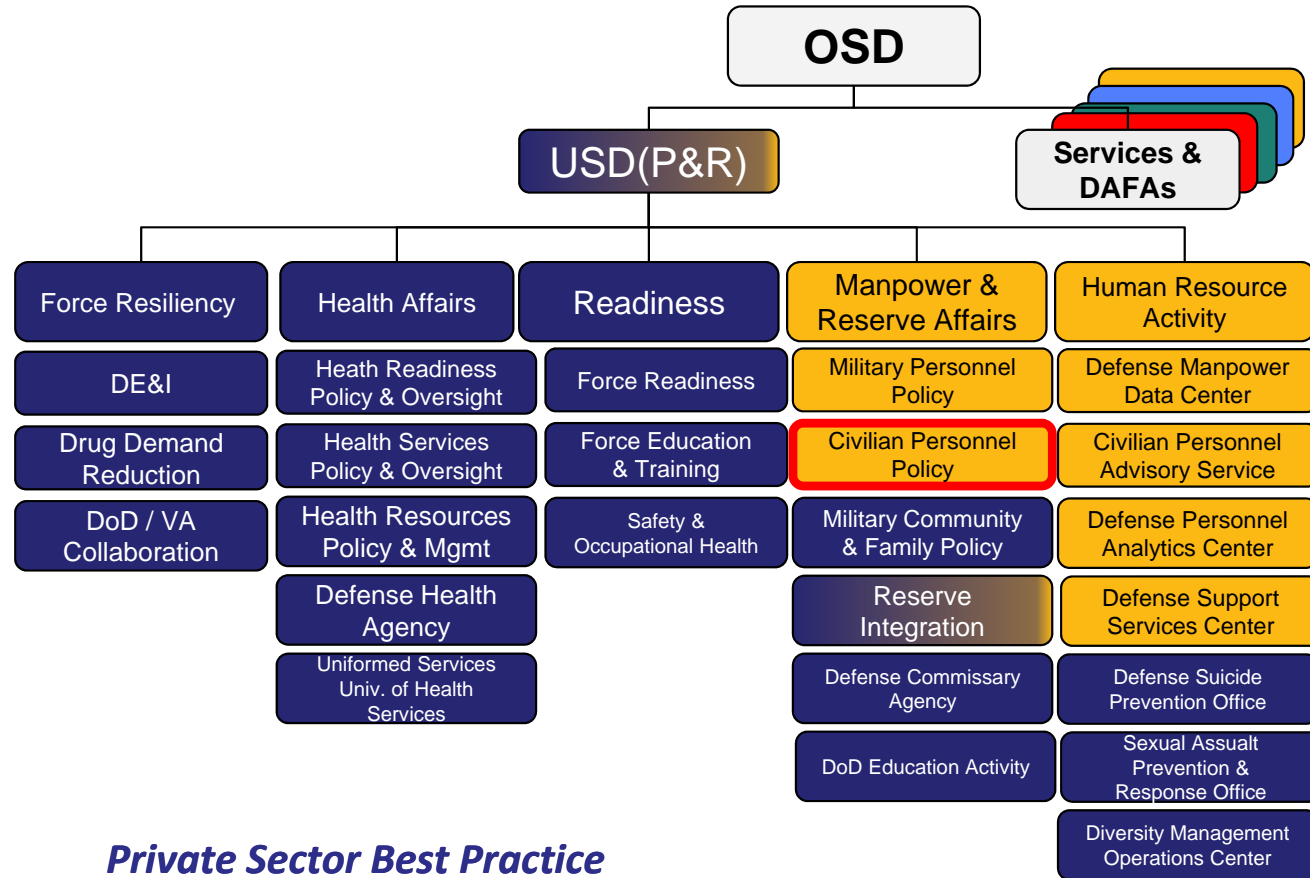 OSD
Services &
DAFAs
USD(P&R)
Force Resiliency
DE&I
Drug Demand
Reduction
DoD / VA
Collaboration
Health Affairs
Heath Readiness
Policy & Oversight
Health Services
Policy & Oversight
Health Resources
Policy & Mgmt
Defense Health
Agency
Uniformed Services
Univ. of Health
Services
Readiness
Force Readiness
Force Education
& Training
Safety &
Occupational Health
Manpower &
Reserve Affairs
Military Personnel
Policy
Civilian Personnel
Policy
Military Community
& Family Policy
Reserve
Integration
Defense Commissary
Agency
DoD Education Activity
Human Resource
Activity
Defense Manpower
Data Center
Civilian Personnel
Advisory Service
Defense Personnel
Analytics Center
Defense Support
Services Center
Defense Suicide
Prevention Office
Sexual Assualt
Prevention &
Response Office
Diversity Management
Operations Center
Private Sector Best Practice